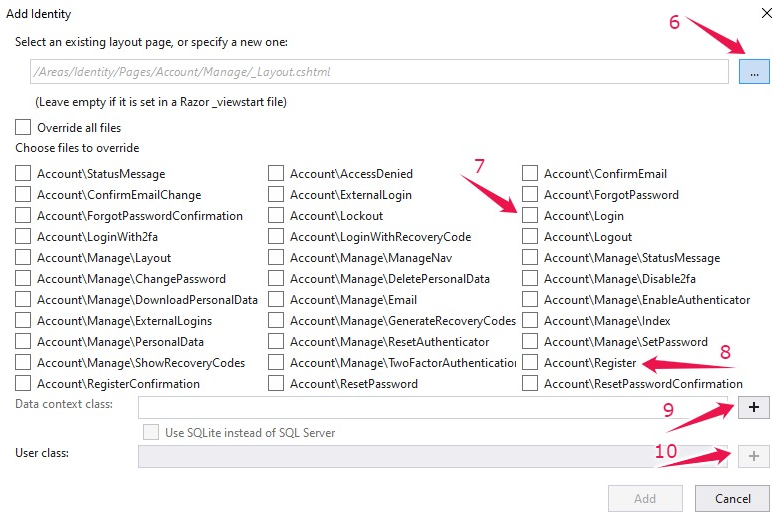 Add Identity
6
Select an existing layout page, or specify a new one:
/Areas/Identity/Pages/Account/Manage/_Layout.cshtml
...
(Leave empty if it is set in a Razor _viewstart file)
Override all files
Choose files to override
7
Account\StatusMessage Account\AccessDenied Account\ConfirmEmail
Account\ConfirmEmailChange Account\ExternalLogin Account\ForgotPassword
Account\ForgotPasswordConfirmation Account\Lockout Account\Login
Account\LoginWith2fa Account\LoginWithRecoveryCode Account\Logout
Account\Manage\Layout Account\Manage\ManageNav Account\Manage\StatusMessage
Account\Manage\ChangePassword Account\Manage\DeletePersonalData Account\Manage\Disable2fa
Account\Manage\DownloadPersonalData Account\Manage\Email Account\Manage\EnableAuthenticator
Account\Manage\ExternalLogins Account\Manage\GenerateRecoveryCodes Account\Manage\Index
Account\Manage\PersonalData Account\Manage\ResetAuthenticator Account\Manage\SetPassword
Account\Manage\ShowRecoveryCodes Account\Manage\TwoFactorAuthentication Account\Register 8
Account\RegisterConfirmation Account\ResetPassword Account\ResetPasswordConfirmation
Data context class: 9 +
Use SQLite instead of SQL Server
User class: 10 +
Add Cancel